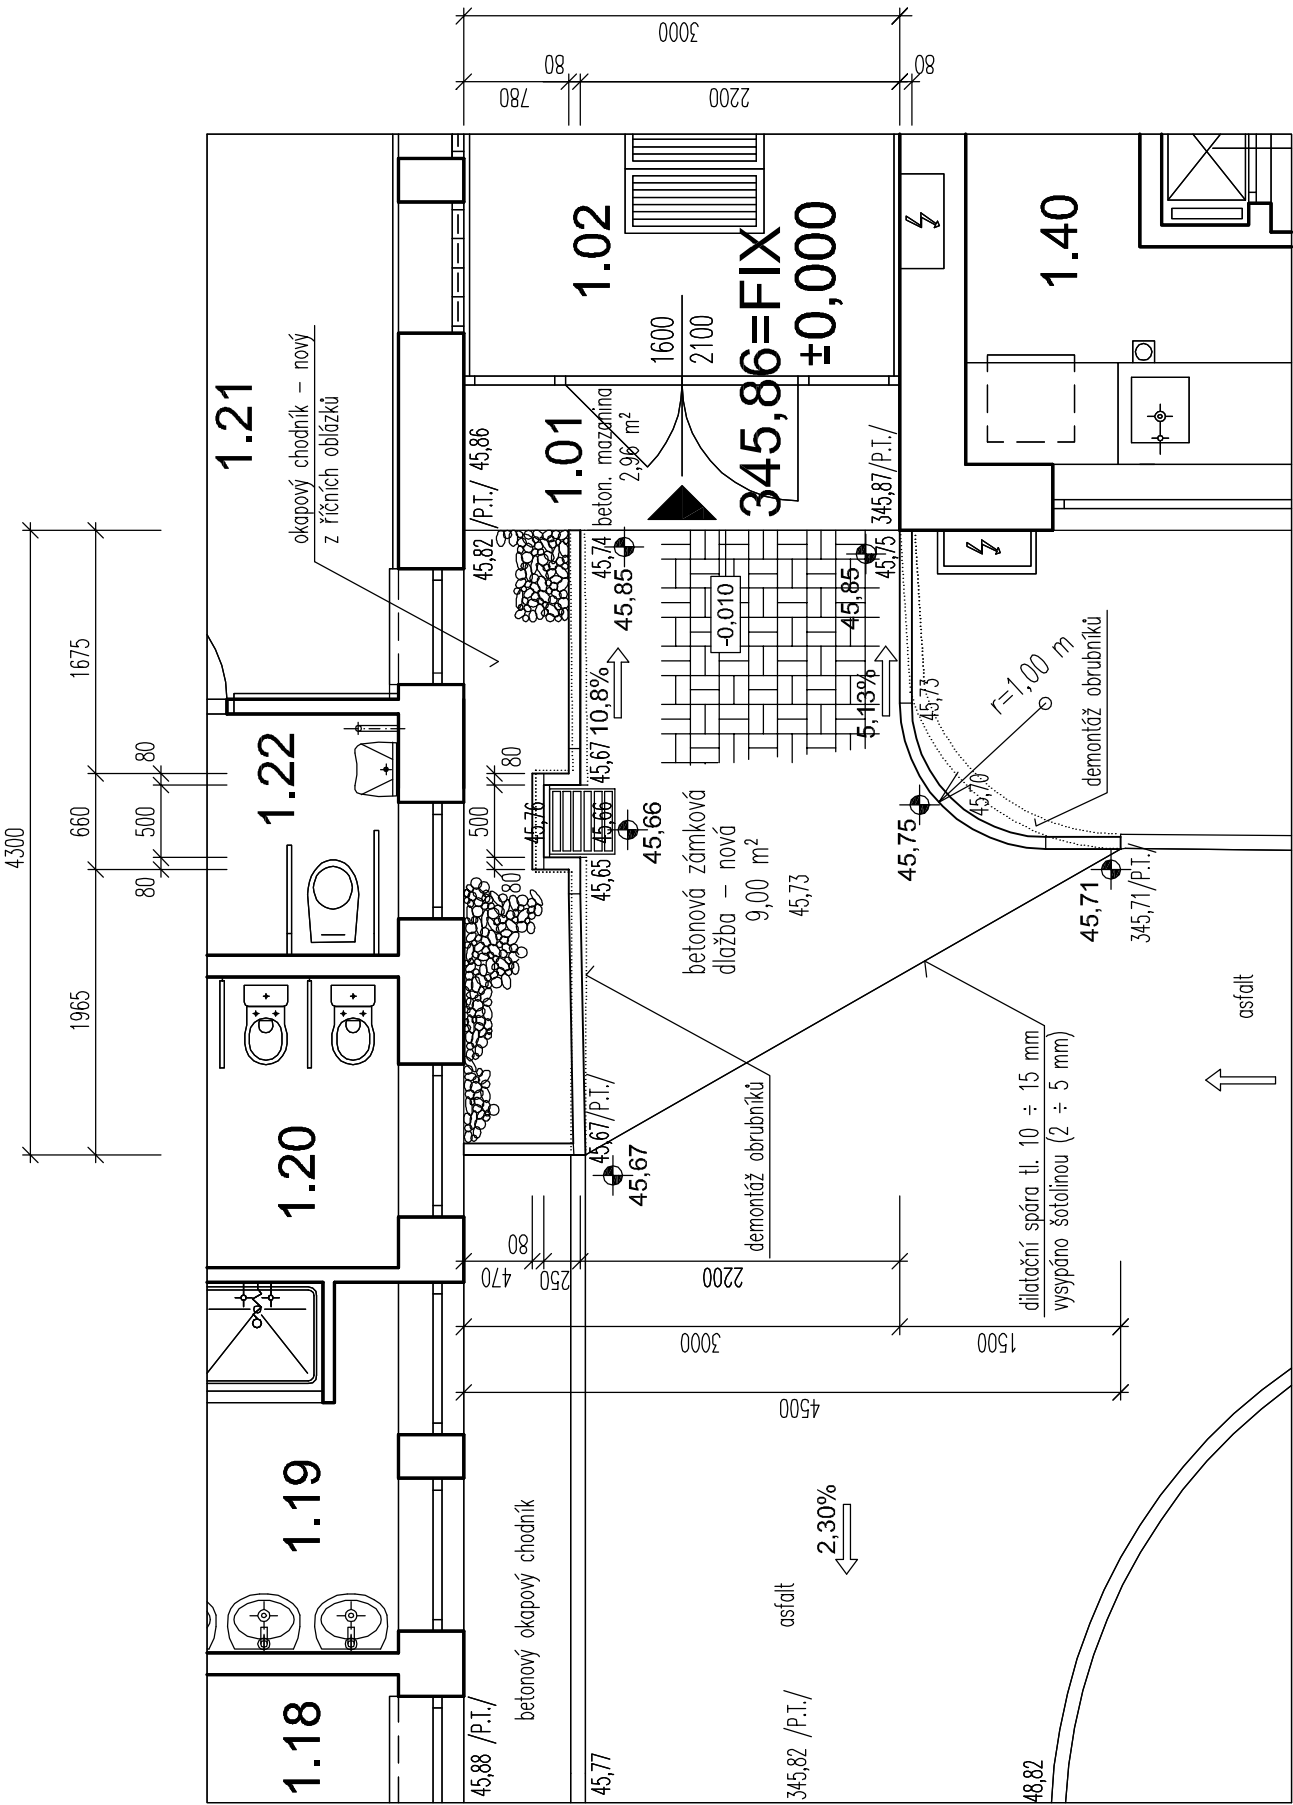 4300
1965
660
1675
80
500
80
1.18
1.19
1.20
1.22
1.21
okapový chodník – nový
z říčních oblázků
45,88 /P.T./
betonový okapový chodník
45,77
345,82 /P.T./
48,82
asfalt
2,30%
470
80
250
2200
3000
1500
4500
80
500
80
45,76
45,65
45,66
45,67
45,66
10,8%
45,82 /P.T./ 45,86
45,74
45,85
beton. mazanina
2,96 m²
1.01
1.02
1600
2100
345,86=FIX
±0,000
-0,010
45,67/P.T./
45,67
demontáž obrubníků
betonová zámková
dlažba – nová
9,00 m²
45,73
5,13%
45,85
45,75
345,87/P.T./
45,75
45,73
45,70
r=1,00 m
demontáž obrubníků
45,71
345,71/P.T./
dilatační spára tl. 10 ÷ 15 mm
vysypáno šotolinou (2 ÷ 5 mm)
asfalt
1.40
780
80
2200
80
3000